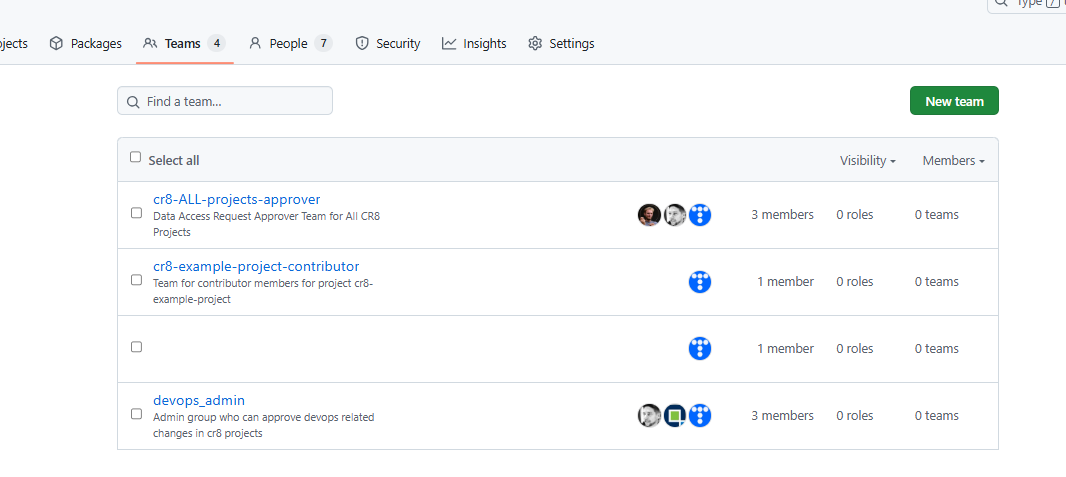 Type /
Packages
Teams 4
People 7
Security
Insights
Settings
Find a team...
New team
Select all
Visibility
Members
cr8-ALL-projects-approver
Data Access Request Approver Team for All CR8
Projects
3 members 0 roles 0 teams
cr8-example-project-contributor
Team for contributor members for project cr8-
example-project
1 member 0 roles 0 teams
1 member 0 roles 0 teams
devops_admin
Admin group who can approve devops related
changes in cr8 projects
3 members 0 roles 0 teams